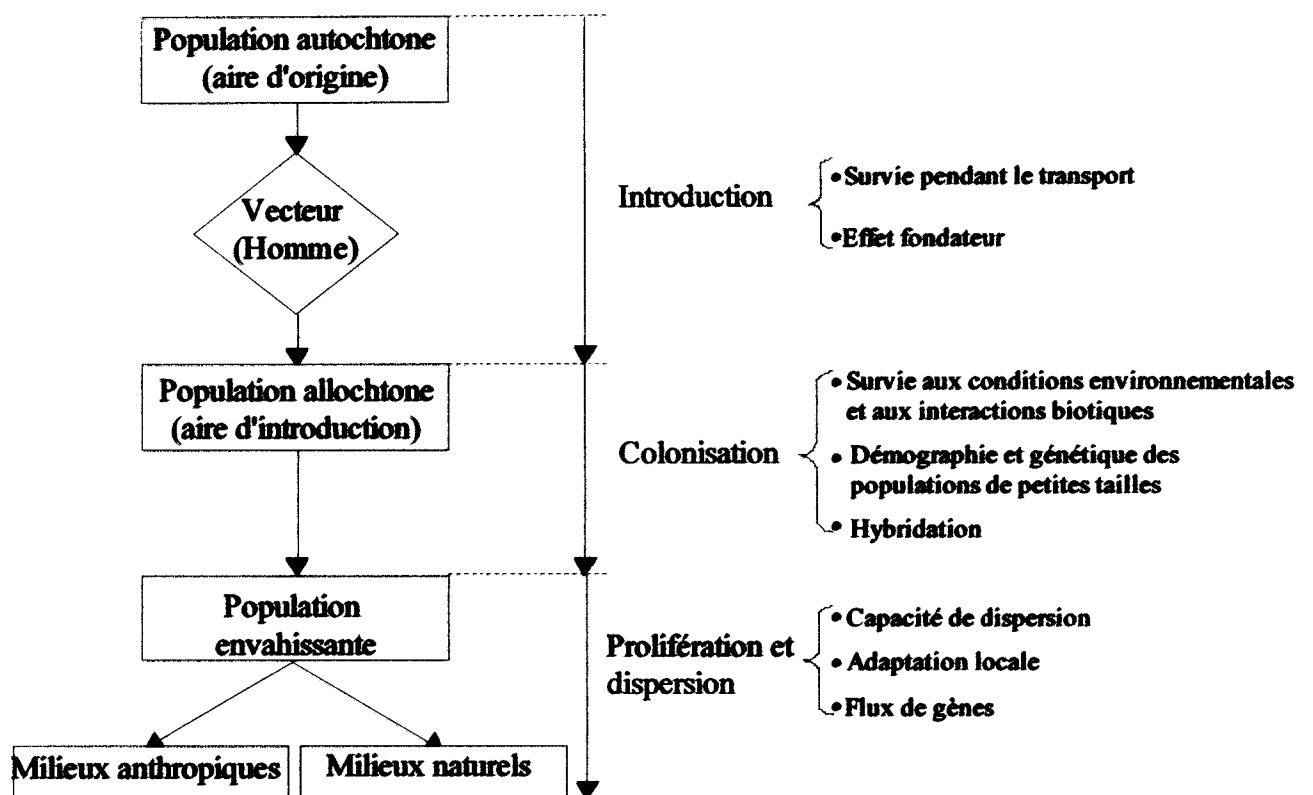 Population autochtone
(aire d'origine)
Vecteur
(Homme)
Introduction
• Survie pendant le transport
• Effet fondateur
Population allochtone
(aire d'introduction)
Colonisation
• Survie aux conditions environnementales
et aux interactions biotiques
• Démographie et génétique des
populations de petites tailles
• Hybridation
Population
envahissante
Prolifération et
dispersion
• Capacité de dispersion
• Adaptation locale
• Flux de gènes
Milieux anthropiques
Milieux naturels